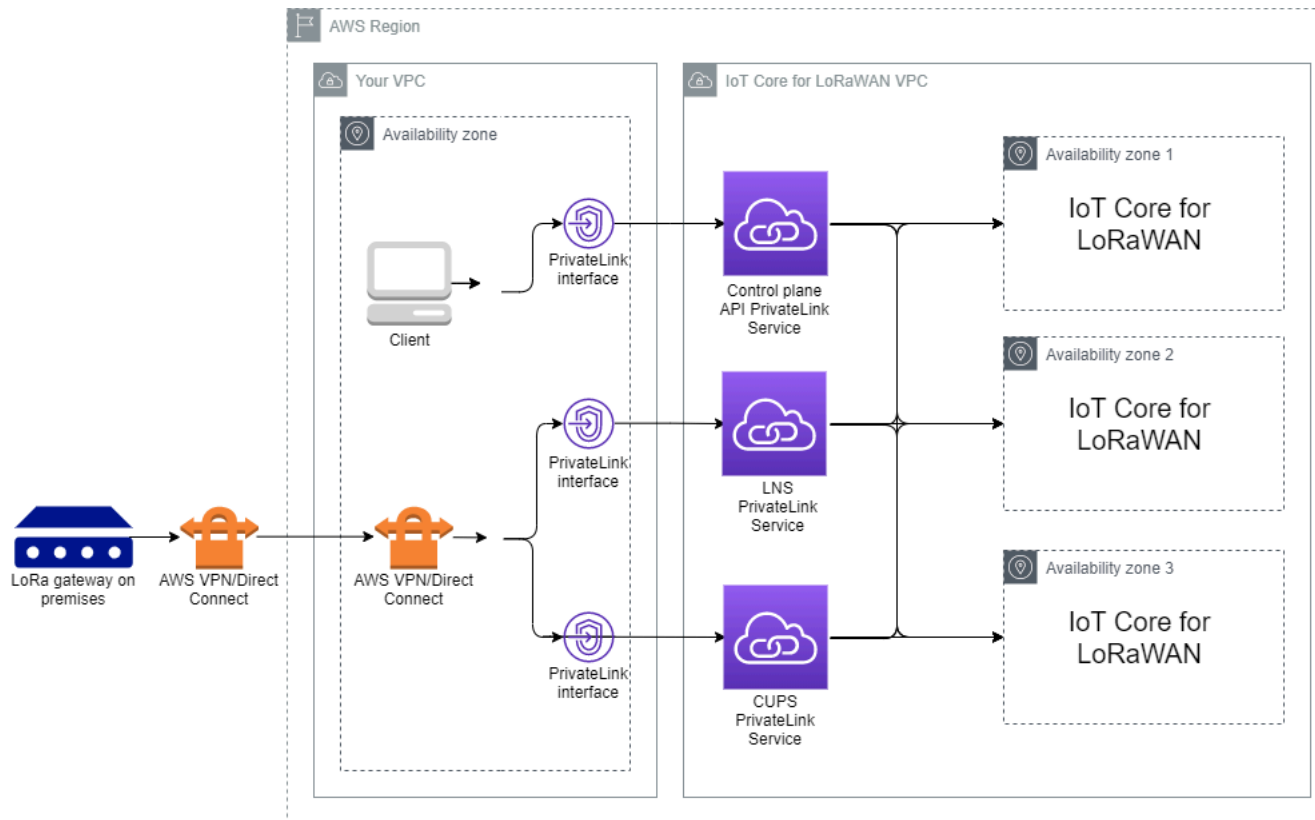 AWS Region
Your VPC
IoT Core for LoRaWAN VPC
Availability zone
Availability zone 1
IoT Core for
LoRaWAN
PrivateLink
interface
Control plane
API PrivateLink
Service
Client
Availability zone 2
IoT Core for
LoRaWAN
PrivateLink
interface
LNS
PrivateLink
Service
LoRa gateway on
premises
AWS VPN/Direct
Connect
AWS VPN/Direct
Connect
Availability zone 3
IoT Core for
LoRaWAN
PrivateLink
interface
CUPS
PrivateLink
Service